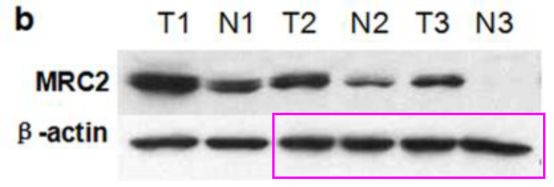 b T1 N1 T2 N2 T3 N3
MRC2
β-actin